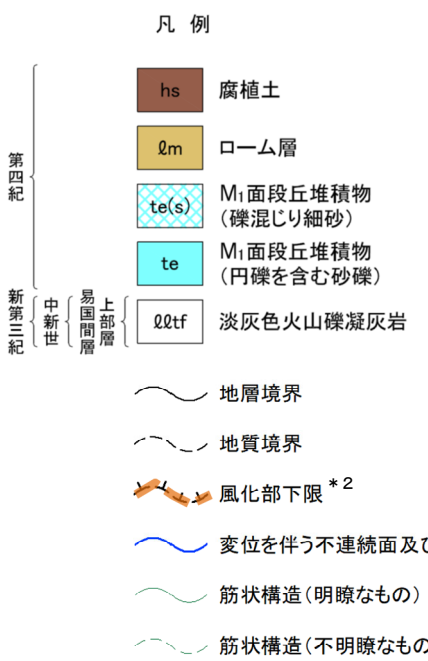 凡 例
第四紀
hs 腐植土
ℓm ローム層
te(s) M₁面段丘堆積物
(礫混じり細砂)
te M₁面段丘堆積物
(円礫を含む砂礫)
新第三紀 中新世 易国間層 上部層 ℓℓtf 淡灰色火山礫凝灰岩
地層境界
地質境界
風化部下限*2
変位を伴う不連続面及び
筋状構造(明瞭なもの)
筋状構造(不明瞭なもの